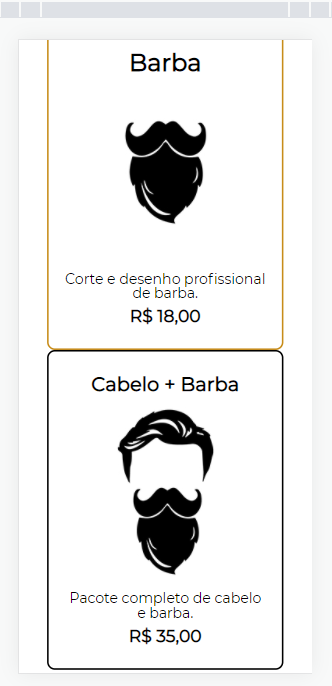 Barba
Corte e desenho profissional
de barba.
R$ 18,00
Cabelo + Barba
Pacote completo de cabelo
e barba.
R$ 35,00